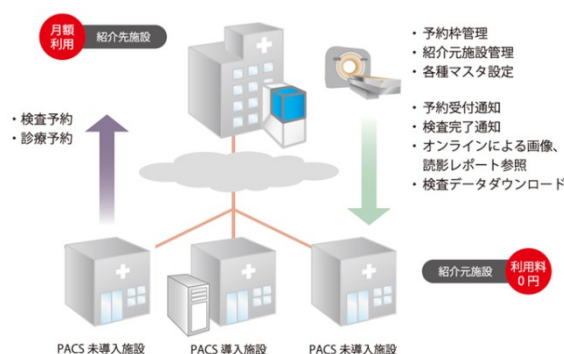 月額
利用
紹介先施設
・予約枠管理
・紹介元施設管理
・各種マスタ設定
・検査予約
・診療予約
・予約受付通知
・検査完了通知
・オンラインによる画像、
読影レポート参照
・検査データダウンロード
紹介元施設
利用料
0円
PACS 未導入施設
PACS 導入施設
PACS 未導入施設